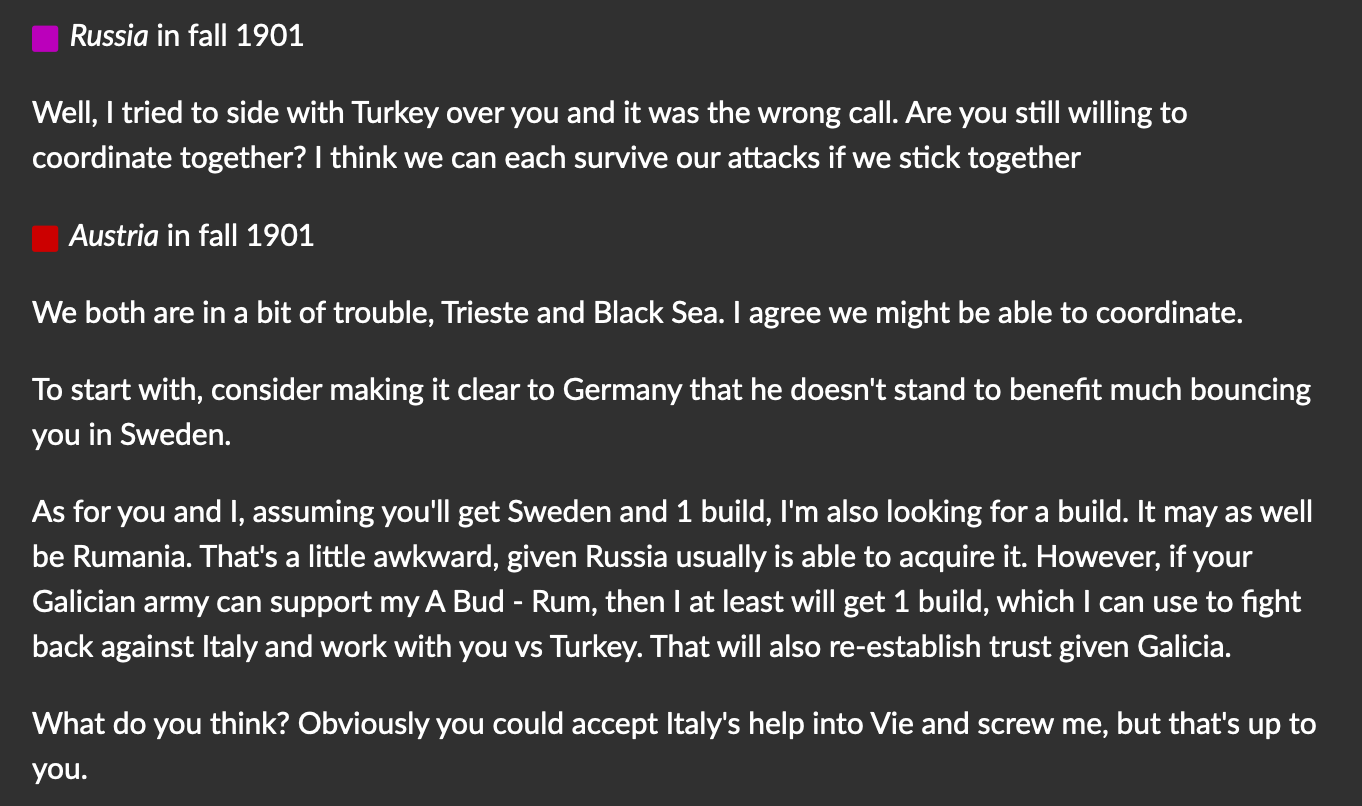 Russia in fall 1901
Well, I tried to side with Turkey over you and it was the wrong call. Are you still willing to
coordinate together? I think we can each survive our attacks if we stick together
Austria in fall 1901
We both are in a bit of trouble, Trieste and Black Sea. I agree we might be able to coordinate.
To start with, consider making it clear to Germany that he doesn't stand to benefit much bouncing
you in Sweden.
As for you and I, assuming you'll get Sweden and 1 build, I'm also looking for a build. It may as well
be Rumania. That's a little awkward, given Russia usually is able to acquire it. However, if your
Galician army can support my A Bud - Rum, then I at least will get 1 build, which I can use to fight
back against Italy and work with you vs Turkey. That will also re-establish trust given Galicia.
What do you think? Obviously you could accept Italy's help into Vie and screw me, but that's up to
you.